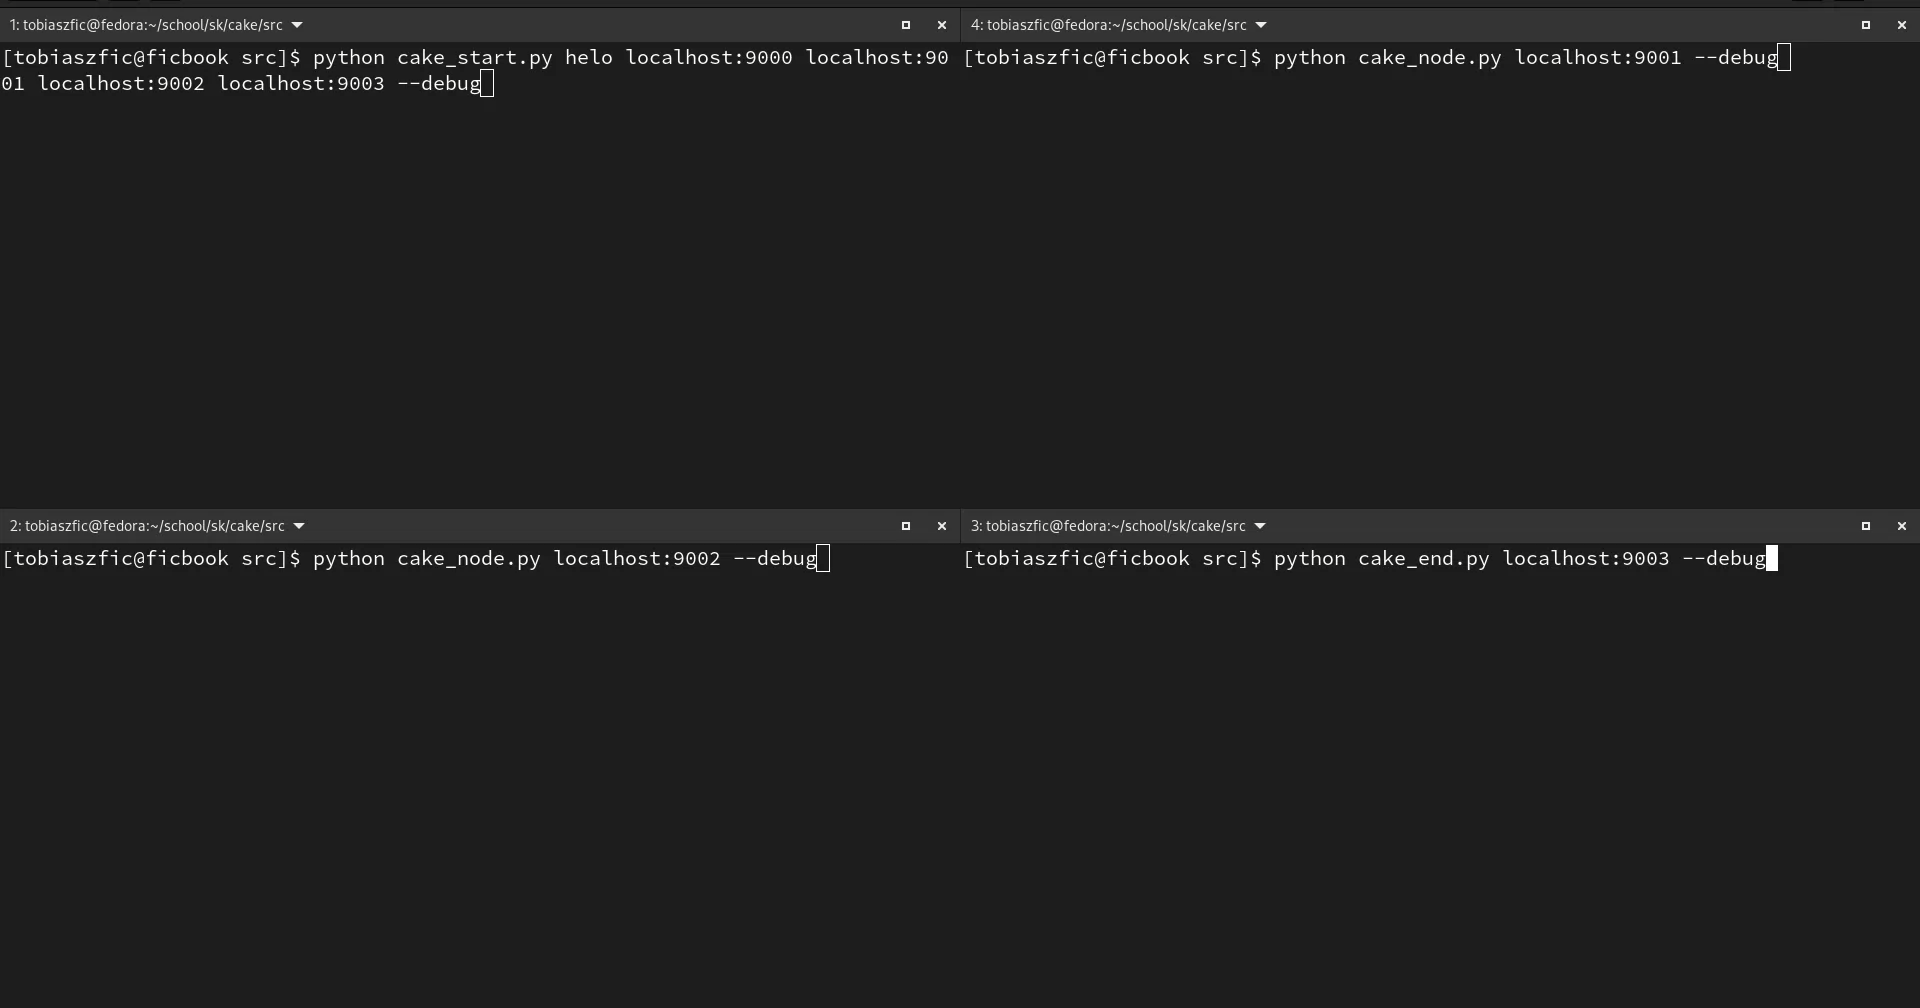 1: tobiaszfic@fedora:~/school/sk/cake/src
[tobiaszfic@ficbook src]$ python cake_start.py helo localhost:9000 localhost:90
01 localhost:9002 localhost:9003 --debug
4: tobiaszfic@fedora:~/school/sk/cake/src
[tobiaszfic@ficbook src]$ python cake_node.py localhost:9001 --debug
2: tobiaszfic@fedora:~/school/sk/cake/src
[tobiaszfic@ficbook src]$ python cake_node.py localhost:9002 --debug
3: tobiaszfic@fedora:~/school/sk/cake/src
[tobiaszfic@ficbook src]$ python cake_end.py localhost:9003 --debug